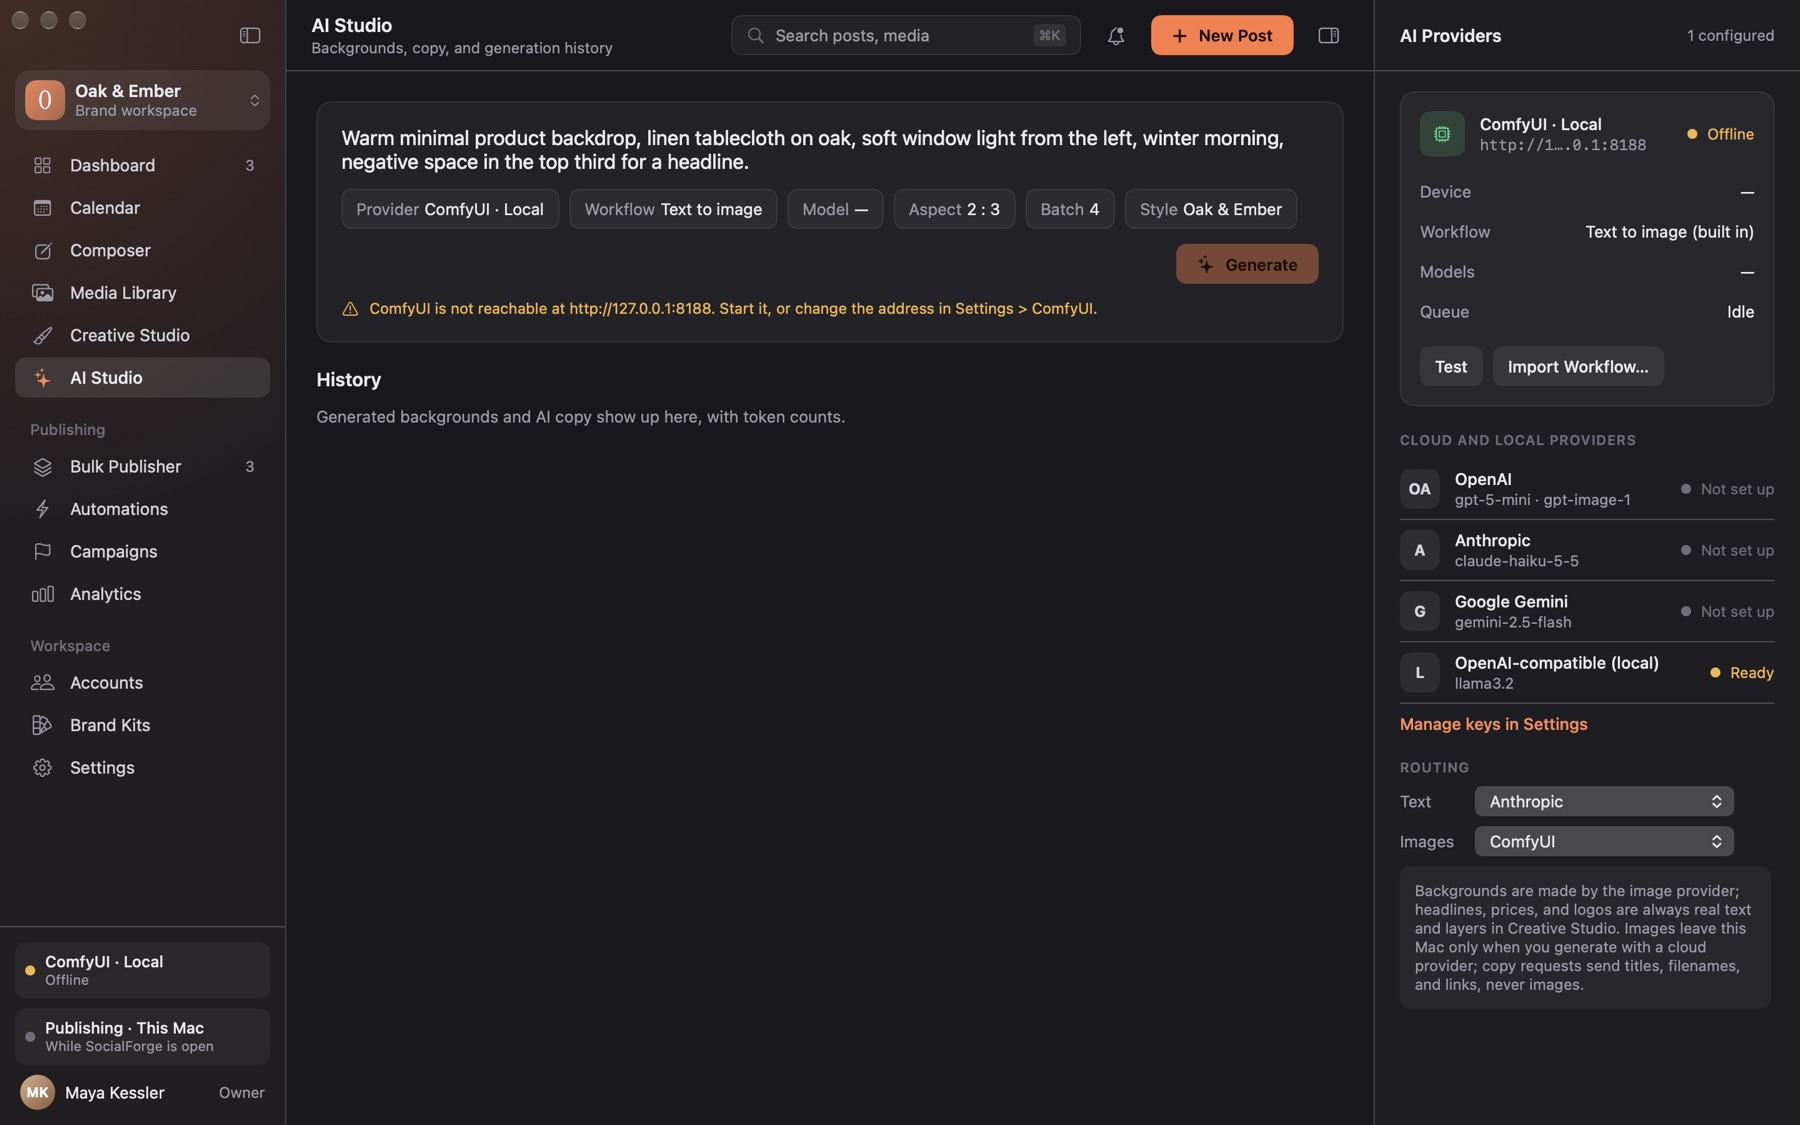 Oak & Ember
Brand workspace
Dashboard 3
Calendar
Composer
Media Library
Creative Studio
AI Studio
Publishing
Bulk Publisher 3
Automations
Campaigns
Analytics
Workspace
Accounts
Brand Kits
Settings
ComfyUI · Local
Offline
Publishing · This Mac
While SocialForge is open
MK Maya Kessler Owner
AI Studio
Backgrounds, copy, and generation history
Search posts, media ⌘K
+ New Post
Warm minimal product backdrop, linen tablecloth on oak, soft window light from the left, winter morning,
negative space in the top third for a headline.
Provider ComfyUI · Local Workflow Text to image Model — Aspect 2 : 3 Batch 4 Style Oak & Ember
Generate
ComfyUI is not reachable at http://127.0.0.1:8188. Start it, or change the address in Settings > ComfyUI.
History
Generated backgrounds and AI copy show up here, with token counts.
AI Providers 1 configured
ComfyUI · Local
http://1….0.1:8188
Offline
Device —
Workflow Text to image (built in)
Models —
Queue Idle
Test Import Workflow...
CLOUD AND LOCAL PROVIDERS
OA OpenAI
gpt-5-mini · gpt-image-1
Not set up
A Anthropic
claude-haiku-5-5
Not set up
G Google Gemini
gemini-2.5-flash
Not set up
L OpenAI-compatible (local)
llama3.2
Ready
Manage keys in Settings
ROUTING
Text Anthropic
Images ComfyUI
Backgrounds are made by the image provider;
headlines, prices, and logos are always real text
and layers in Creative Studio. Images leave this
Mac only when you generate with a cloud
provider; copy requests send titles, filenames,
and links, never images.